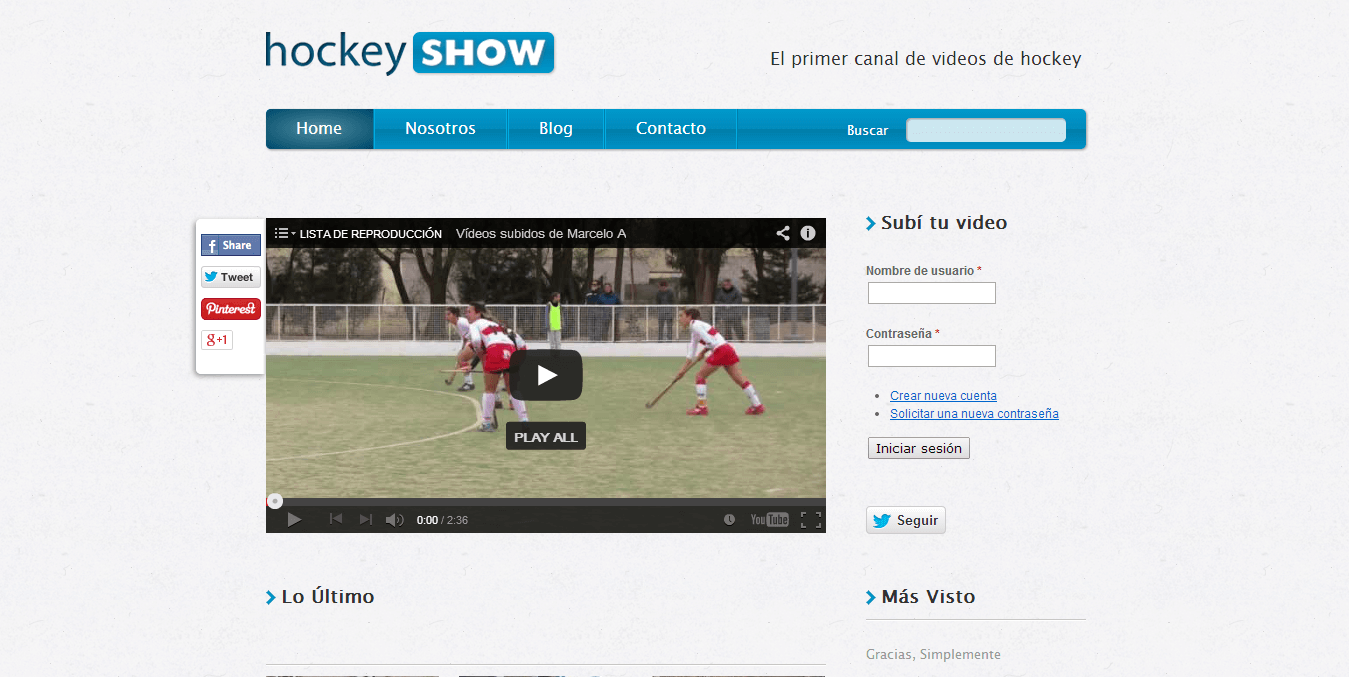 hockey SHOW
El primer canal de videos de hockey
Home Nosotros Blog Contacto Buscar
Share
Tweet
Pinterest
g+1
LISTA DE REPRODUCCIÓN Vídeos subidos de Marcelo A
PLAY ALL
0:00 / 2:36 YouTube
Subí tu video
Nombre de usuario *
Contraseña *
Crear nueva cuenta
Solicitar una nueva contraseña
Iniciar sesión
Seguir
Lo Último
Más Visto
Gracias, Simplemente